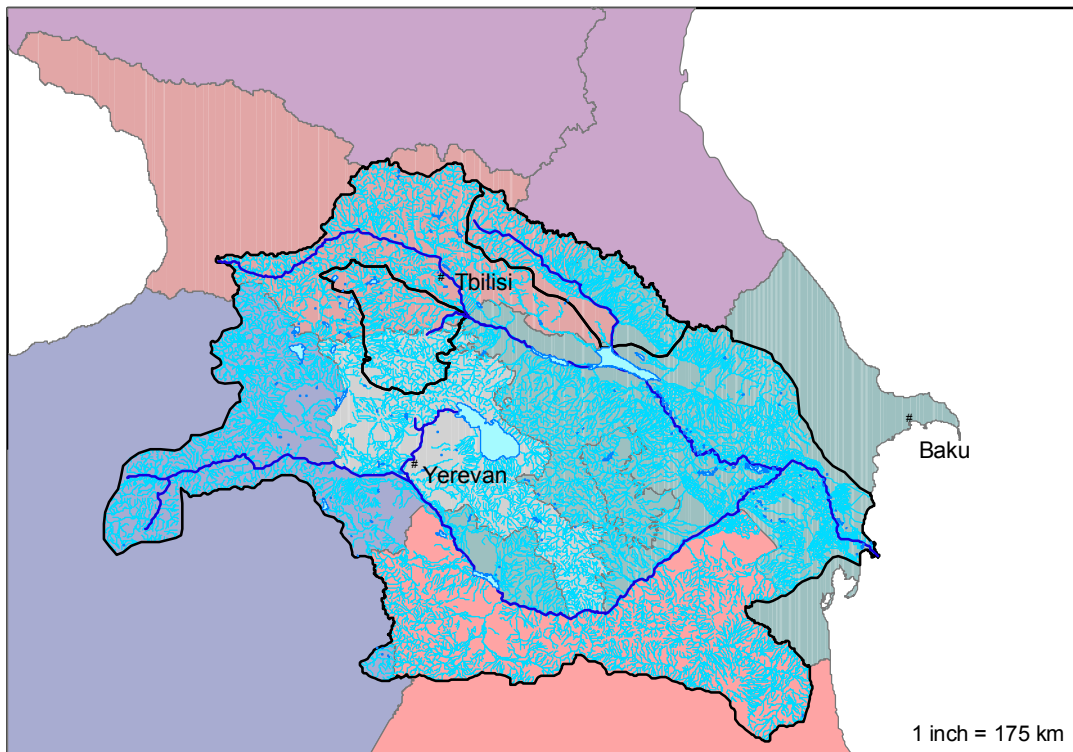 # Tbilisi
# Baku
# Yerevan
1 inch = 175 km